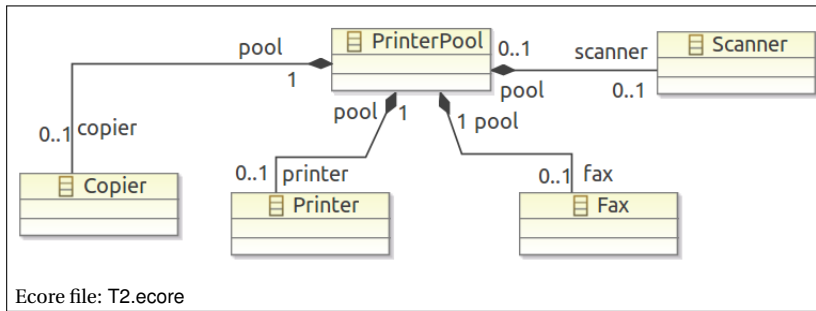 PrinterPool
pool
1
0..1
scanner
Scanner
pool
0..1
pool
1
1 pool
0..1
copier
Copier
0..1
printer
Printer
0..1
fax
Fax
Ecore file: T2.ecore